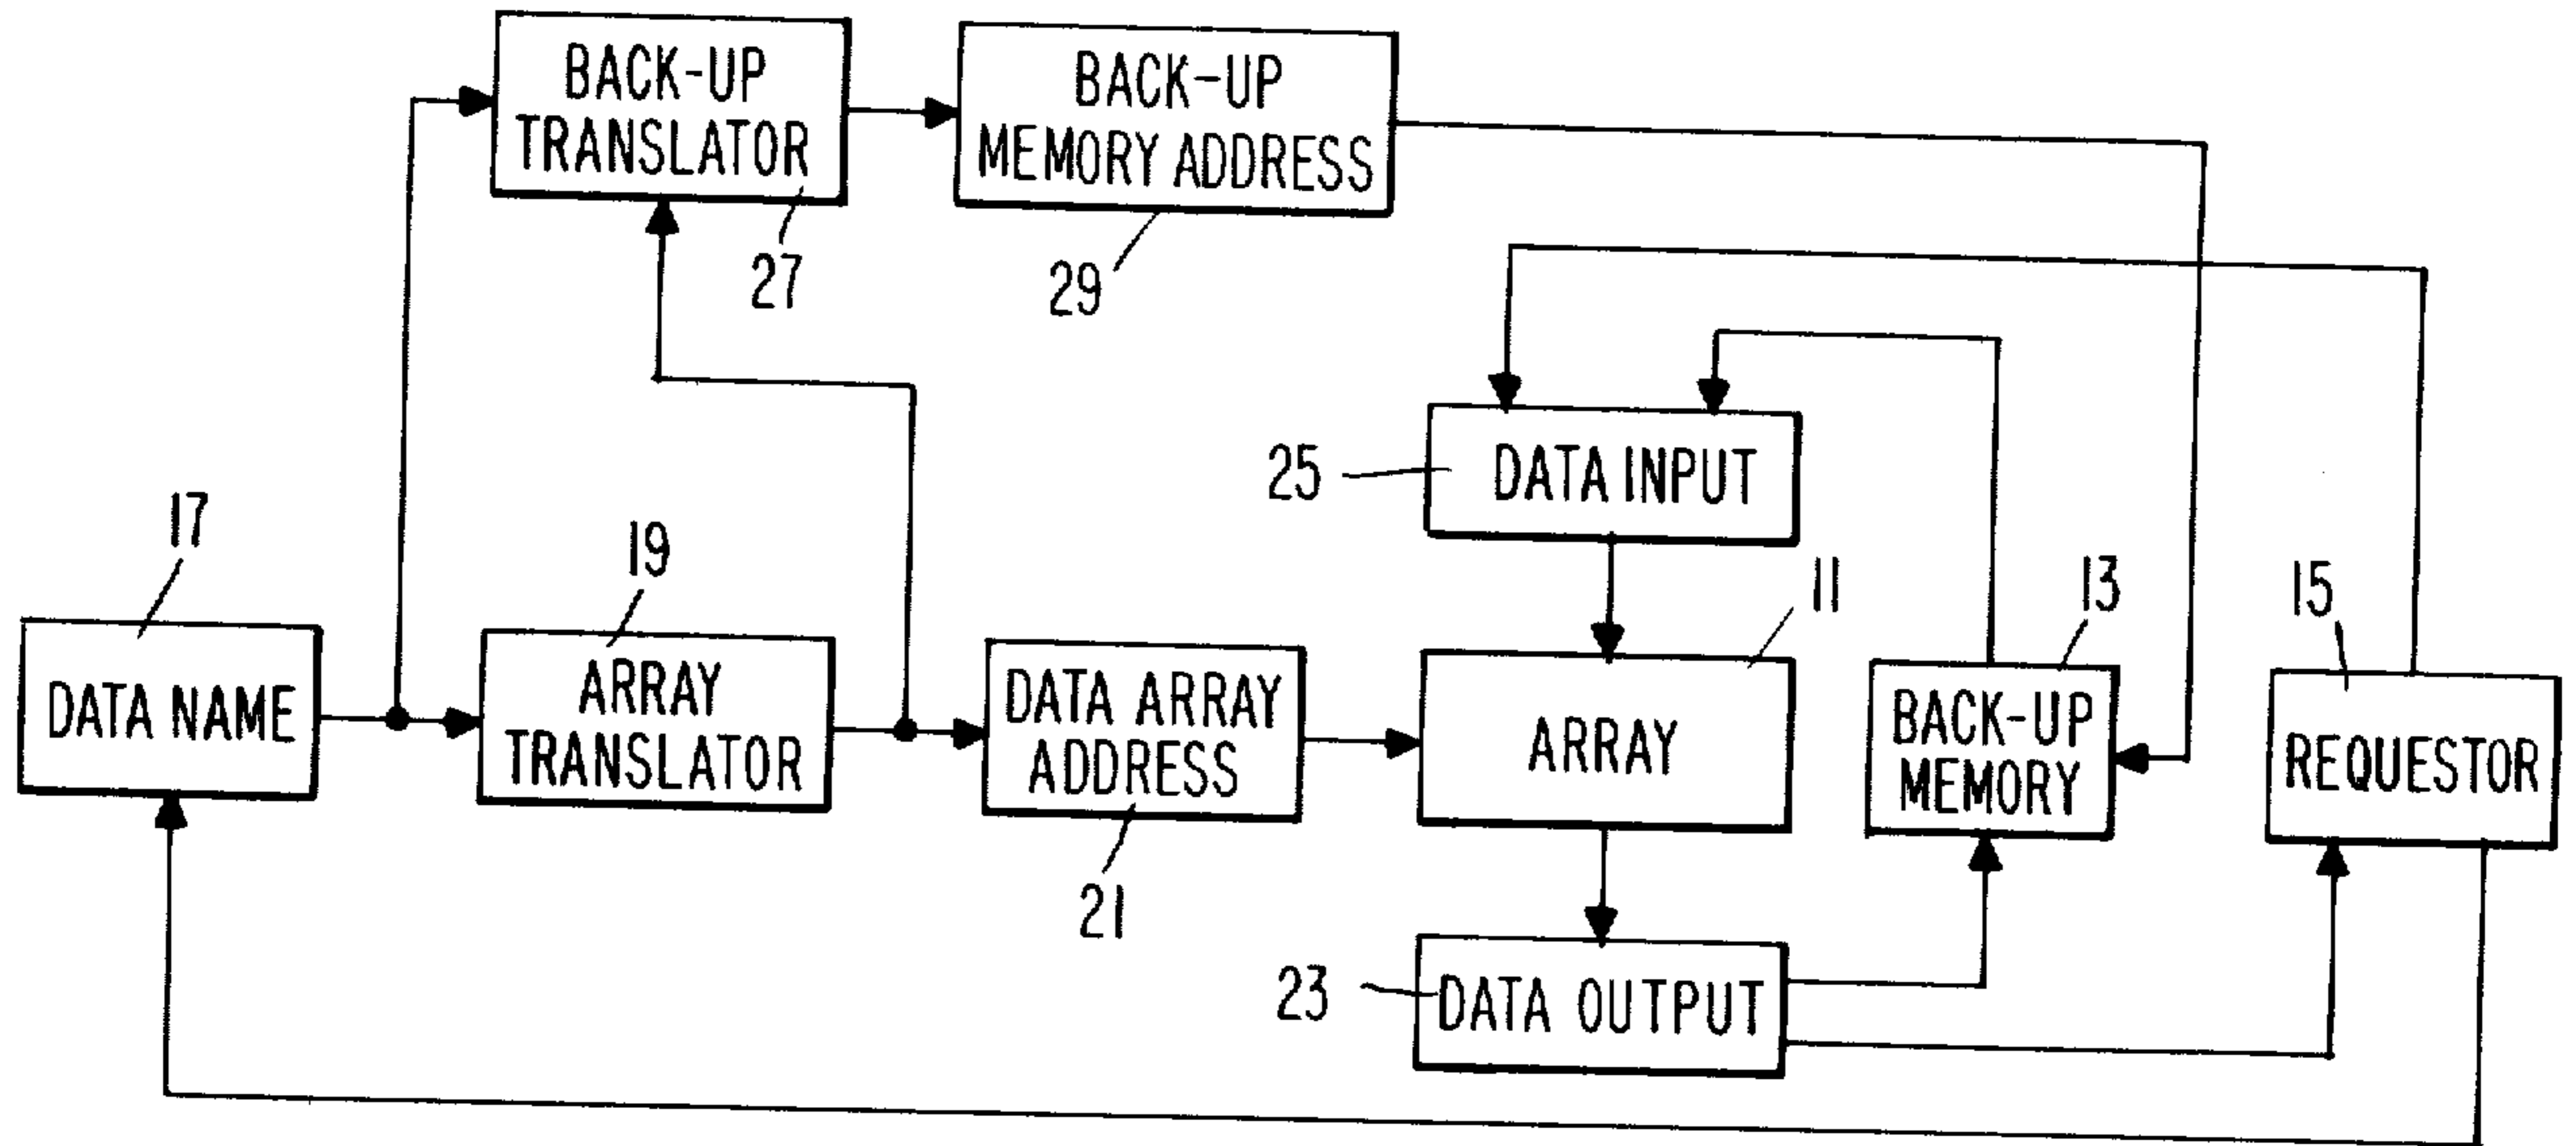 BACK-UP
TRANSLATOR
27
BACK-UP
MEMORY ADDRESS
29
25
DATA INPUT
17
DATA NAME
19
ARRAY
TRANSLATOR
DATA ARRAY
ADDRESS
21
11
ARRAY
13
BACK-UP
MEMORY
15
REQUESTOR
23
DATA OUTPUT